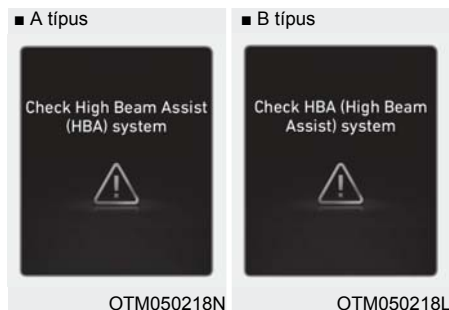 ■ A típus
Check High Beam Assist
(HBA) system
OTM050218N
■ B típus
Check HBA (High Beam
Assist) system
OTM050218L